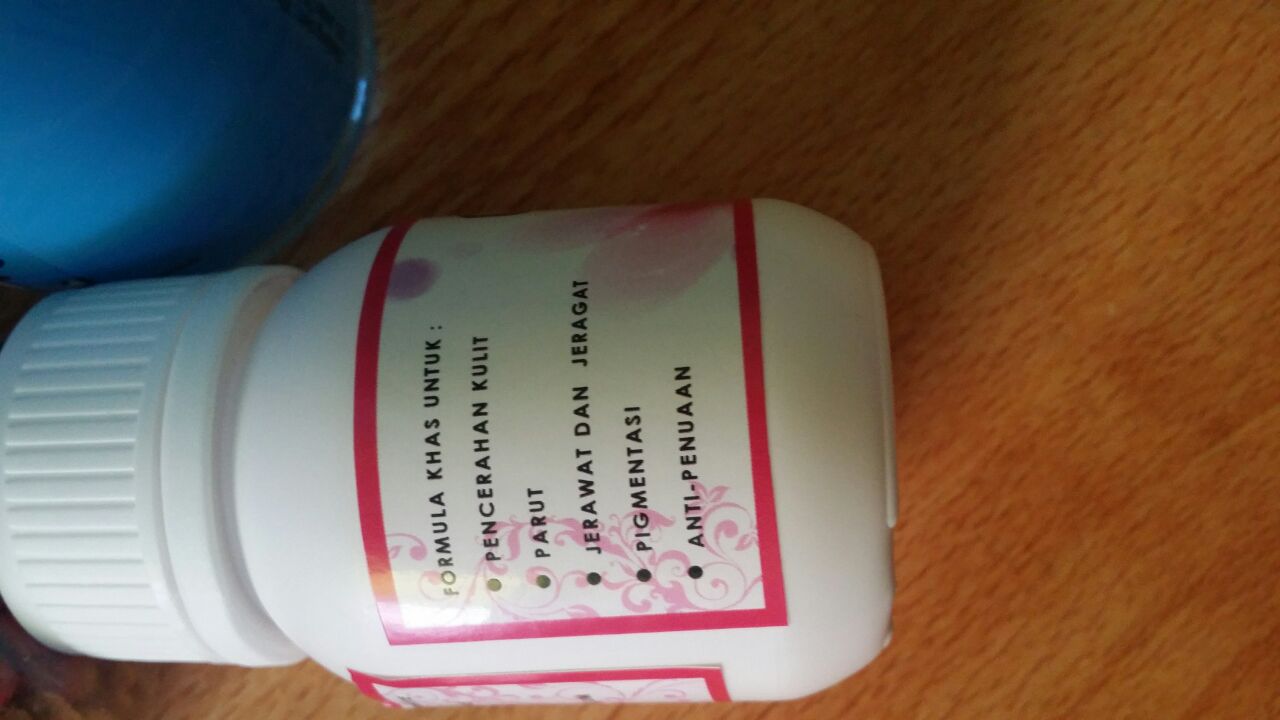 FORMULA KHAS UNTUK :
• PENCERAHAN KULIT
• PARUT
• JERAWAT DAN JERAGAT
• PIGMENTASI
• ANTI-PENUAAN